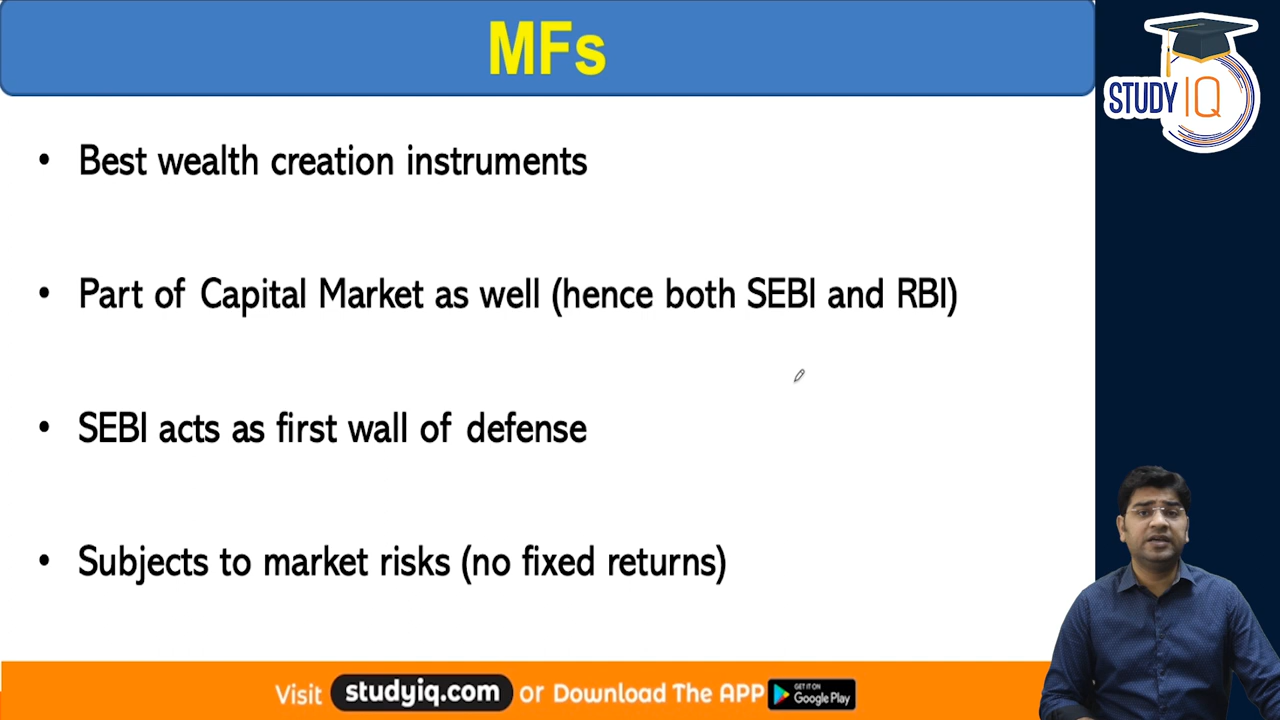 MFs
STUDY IQ
• Best wealth creation instruments
• Part of Capital Market as well (hence both SEBI and RBI)
• SEBI acts as first wall of defense
• Subjects to market risks (no fixed returns)
Visit studyiq.com or Download The APP GET IT ON Google Play